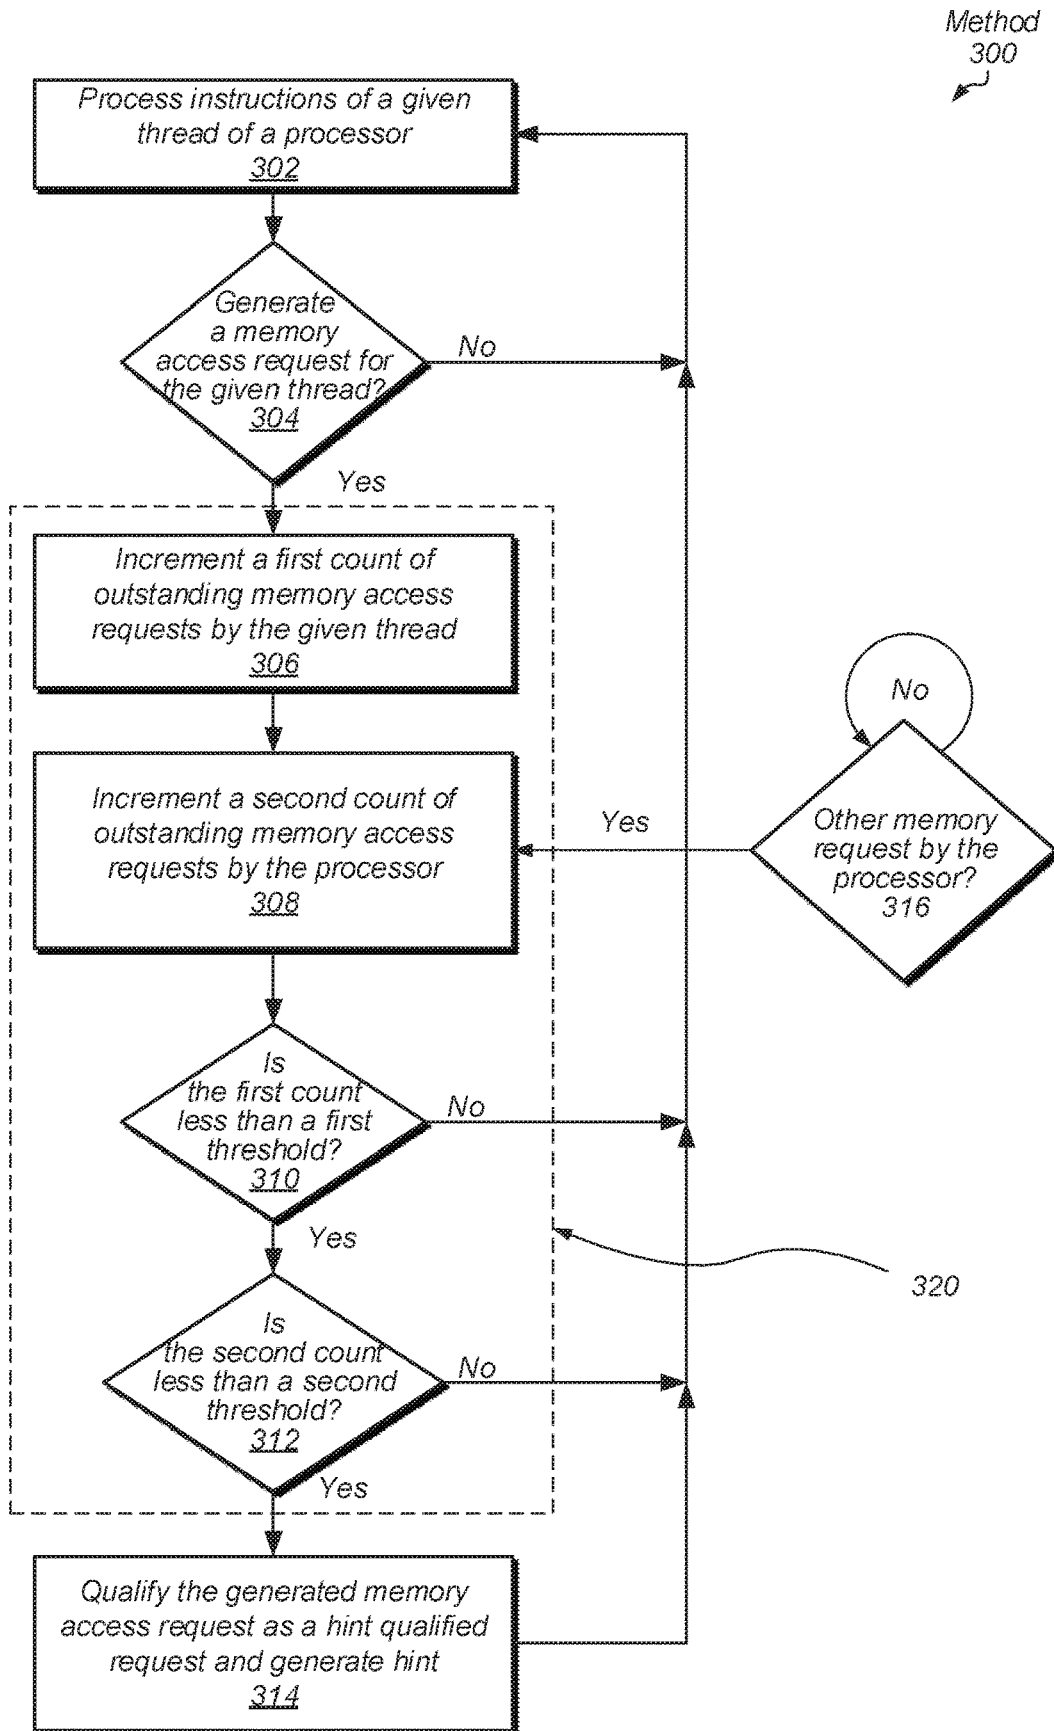 Method
300
Process instructions of a given
thread of a processor
302
Generate
a memory
access request for
the given thread?
304
No
Yes
Increment a first count of
outstanding memory access
requests by the given thread
306
No
Increment a second count of
outstanding memory access
requests by the processor
308
Yes
Other memory
request by the
processor?
316
Is
the first count
less than a first
threshold?
310
No
Yes
320
Is
the second count
less than a second
threshold?
312
No
Yes
Qualify the generated memory
access request as a hint qualified
request and generate hint
314